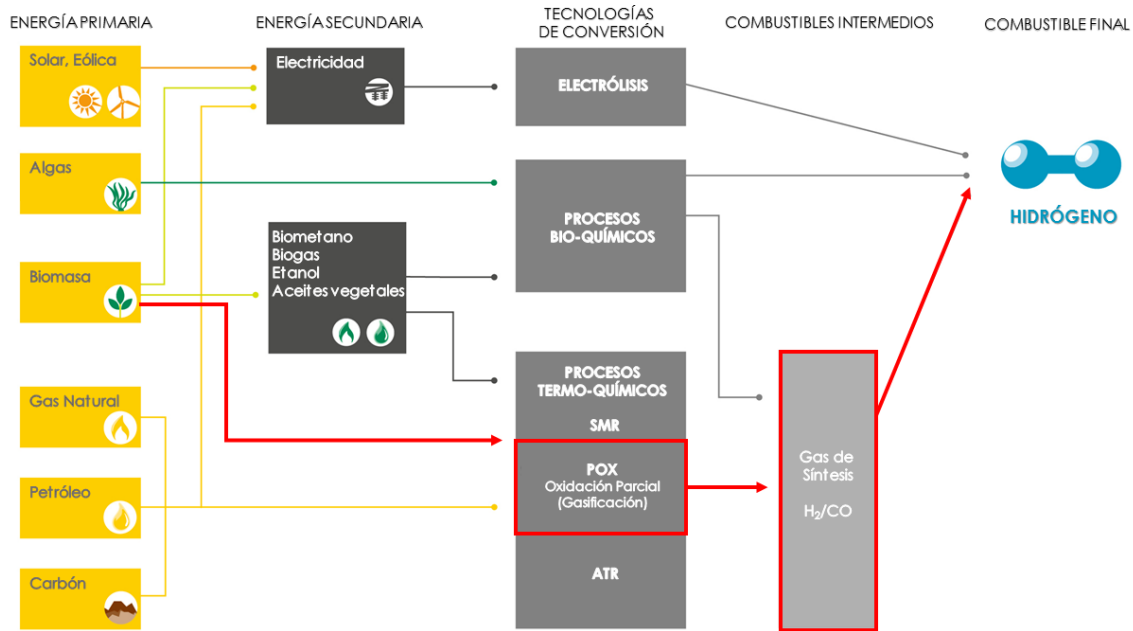 ENERGÍA PRIMARIA
ENERGÍA SECUNDARIA
TECNOLOGÍAS
DE CONVERSIÓN
COMBUSTIBLES INTERMEDIOS
COMBUSTIBLE FINAL
Solar, Eólica
Electricidad
ELECTRÓLISIS
Algas
PROCESOS
BIO-QUÍMICOS
HIDRÓGENO
Biomasa
Biometano
Biogas
Etanol
Aceites vegetales
PROCESOS
TERMO-QUÍMICOS
SMR
Gas Natural
POX
Oxidación Parcial
(Gasificación)
Gas de
Síntesis
H₂/CO
Petróleo
ATR
Carbón